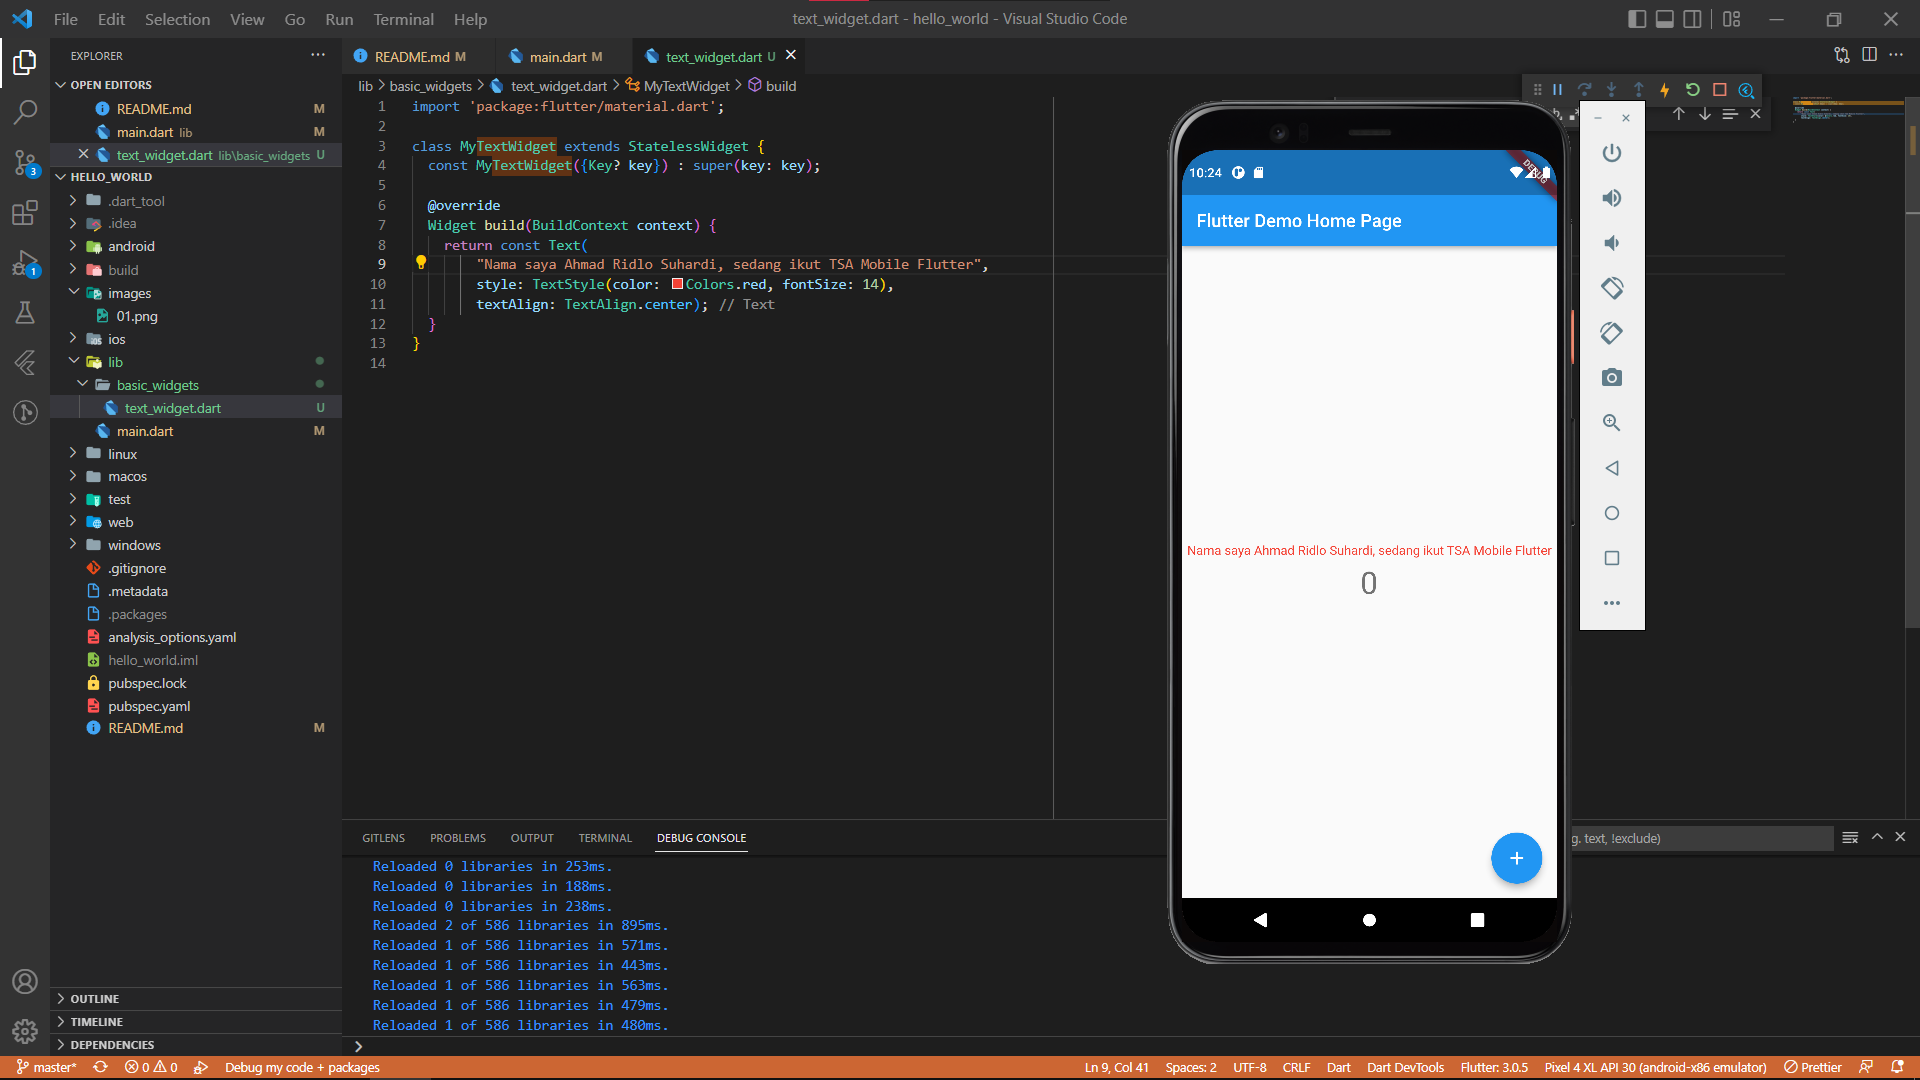 File Edit Selection View Go Run Terminal Help
text_widget.dart - hello_world - Visual Studio Code
EXPLORER
OPEN EDITORS
README.md M
main.dart lib M
text_widget.dart lib\basic_widgets U
HELLO_WORLD
.dart_tool
.idea
android
build
images
01.png
ios
lib
basic_widgets
text_widget.dart U
main.dart M
linux
macos
test
web
windows
.gitignore
.metadata
.packages
analysis_options.yaml
hello_world.iml
pubspec.lock
pubspec.yaml
README.md M
OUTLINE
TIMELINE
DEPENDENCIES
3
1
README.md M
main.dart M
text_widget.dart U
lib > basic_widgets > text_widget.dart > MyTextWidget > build
1 import 'package:flutter/material.dart';
2
3 class MyTextWidget extends StatelessWidget {
4 const MyTextWidget({Key? key}) : super(key: key);
5
6 @override
7 Widget build(BuildContext context) {
8 return const Text(
9 "Nama saya Ahmad Ridlo Suhardi, sedang ikut TSA Mobile Flutter",
10 style: TextStyle(color: Colors.red, fontSize: 14),
11 textAlign: TextAlign.center); // Text
12 }
13 }
14
10:24
DEBUG
Flutter Demo Home Page
Nama saya Ahmad Ridlo Suhardi, sedang ikut TSA Mobile Flutter
0
+
GITLENS PROBLEMS OUTPUT TERMINAL DEBUG CONSOLE
g. text, !exclude)
Reloaded 0 libraries in 253ms.
Reloaded 0 libraries in 188ms.
Reloaded 0 libraries in 238ms.
Reloaded 2 of 586 libraries in 895ms.
Reloaded 1 of 586 libraries in 571ms.
Reloaded 1 of 586 libraries in 443ms.
Reloaded 1 of 586 libraries in 563ms.
Reloaded 1 of 586 libraries in 479ms.
Reloaded 1 of 586 libraries in 480ms.
master* 0 0 Debug my code + packages
Ln 9, Col 41 Spaces: 2 UTF-8 CRLF Dart Dart DevTools Flutter: 3.0.5 Pixel 4 XL API 30 (android-x86 emulator) Prettier